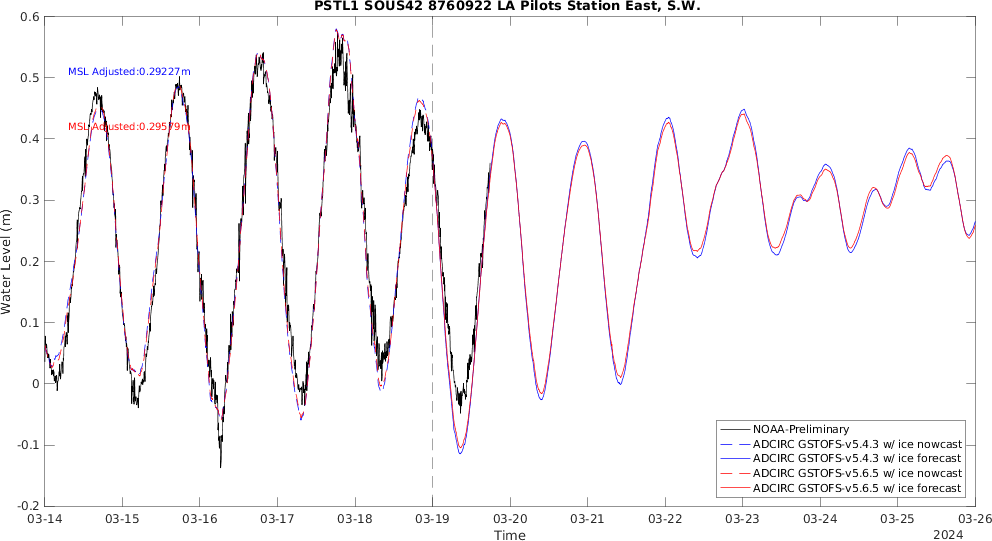 PSTL1 SOUS42 8760922 LA Pilots Station East, S.W.
0.6
0.5
0.4
0.3
0.2
0.1
0
-0.1
-0.2
Water Level (m)
MSL Adjusted:0.29227m
MSL Adjusted:0.29579m
NOAA-Preliminary
ADCIRC GSTOFS-v5.4.3 w/ ice nowcast
ADCIRC GSTOFS-v5.4.3 w/ ice forecast
ADCIRC GSTOFS-v5.6.5 w/ ice nowcast
ADCIRC GSTOFS-v5.6.5 w/ ice forecast
03-14 03-15 03-16 03-17 03-18 03-19 03-20 03-21 03-22 03-23 03-24 03-25 03-26
Time
2024